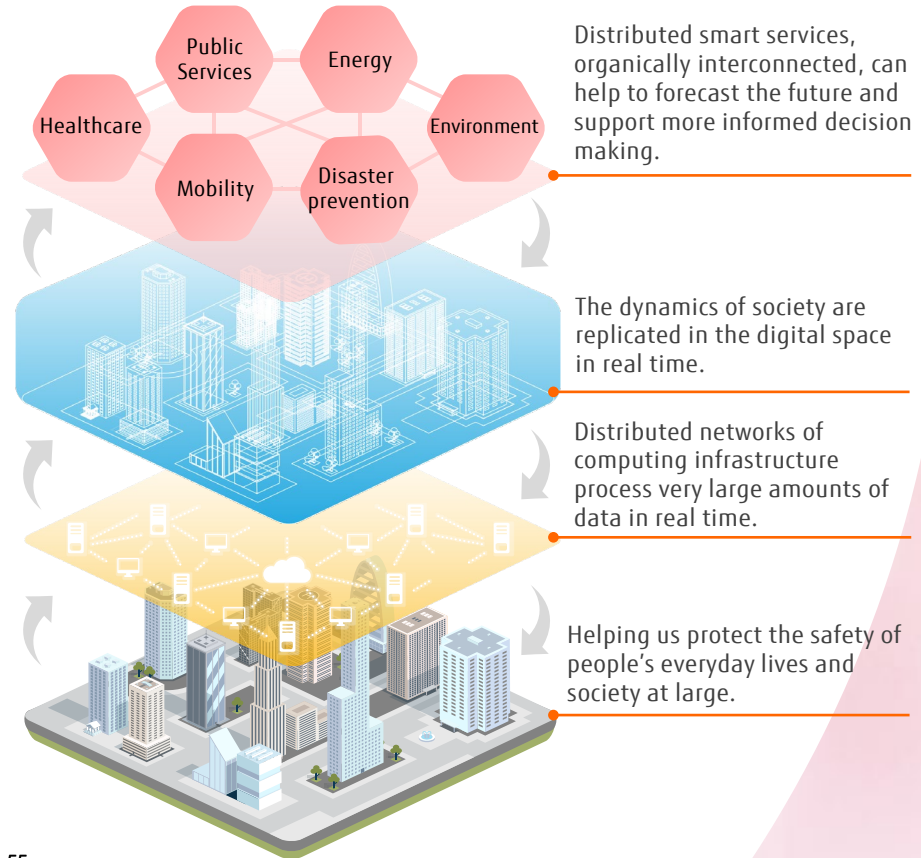 Public
Services
Energy
Healthcare
Environment
Mobility
Disaster
prevention
Distributed smart services,
organically interconnected, can
help to forecast the future and
support more informed decision
making.
The dynamics of society are
replicated in the digital space
in real time.
Distributed networks of
computing infrastructure
process very large amounts of
data in real time.
Helping us protect the safety of
people’s everyday lives and
society at large.